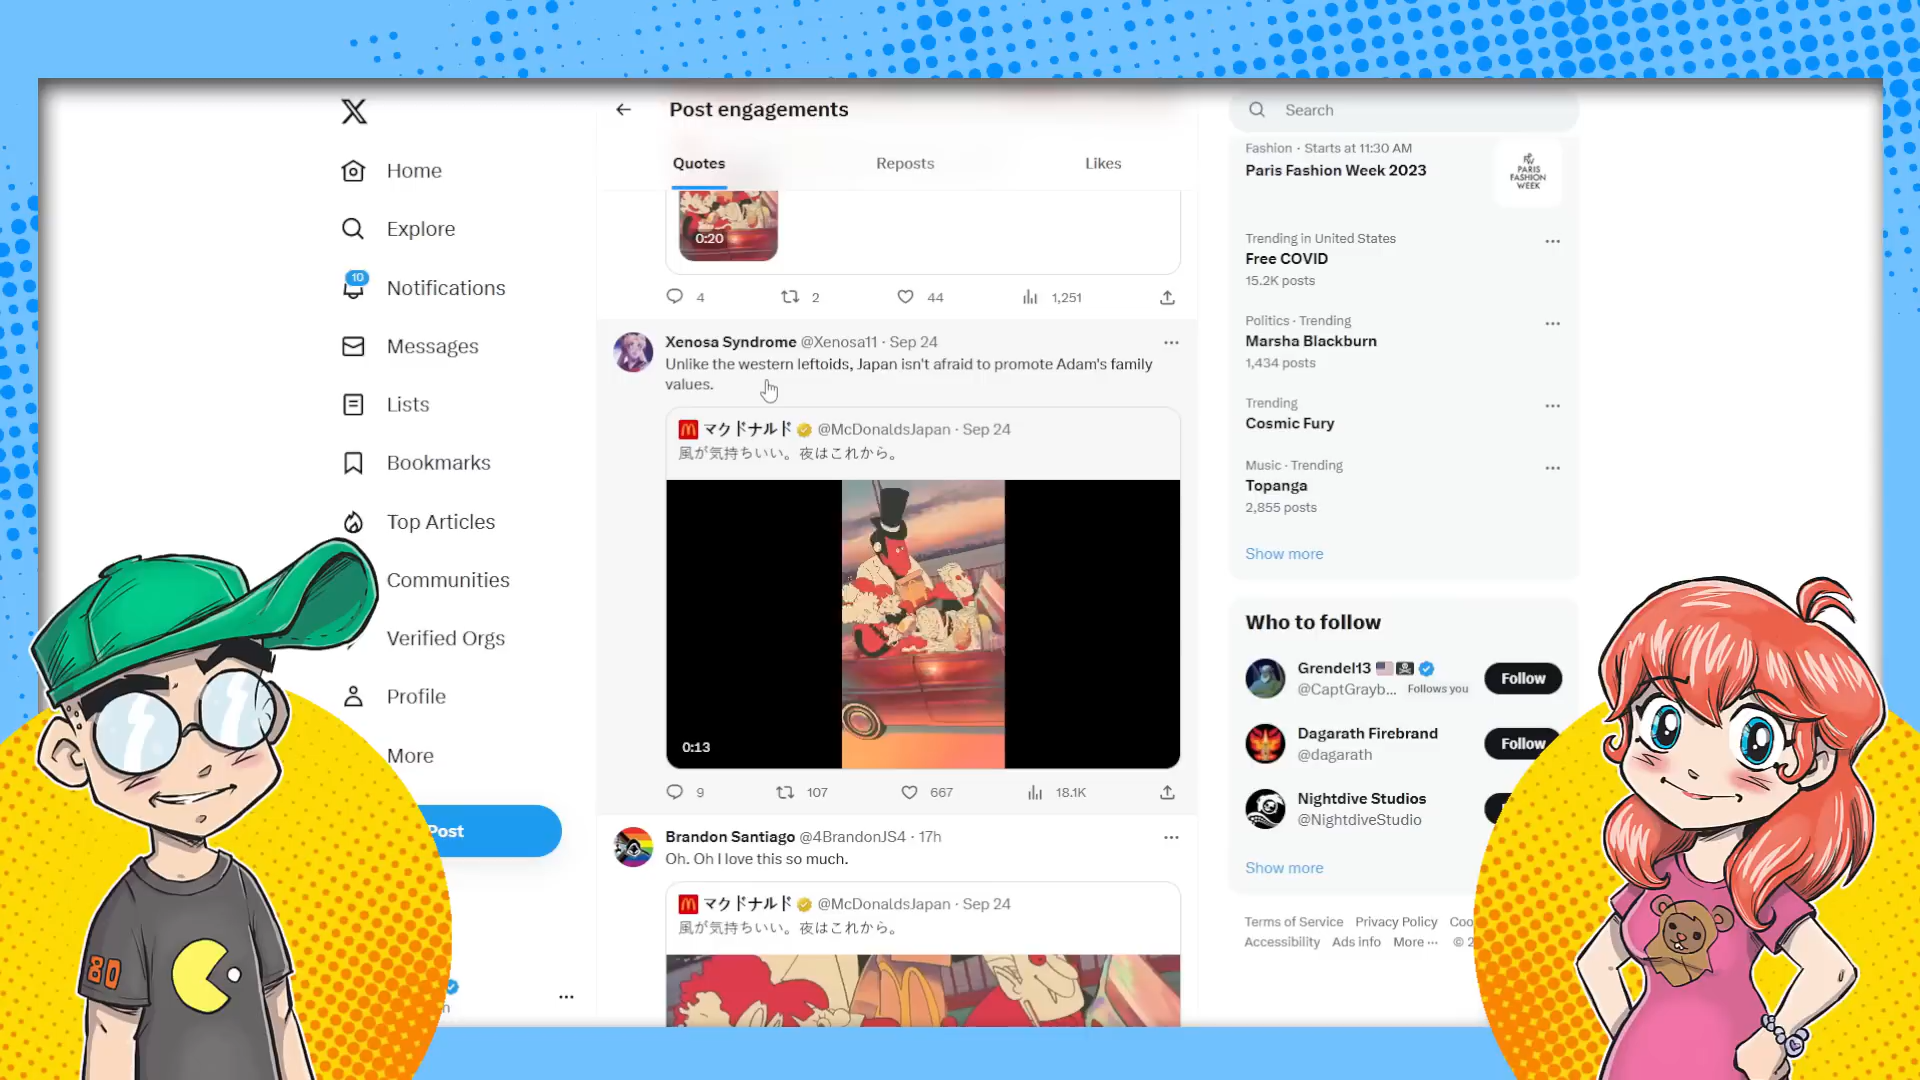 Post engagements
Search
Quotes
Reposts
Likes
Home
Explore
10
Notifications
Messages
Lists
Bookmarks
Top Articles
Communities
Verified Orgs
Profile
More
Post
0:20
4
2
44
1,251
Xenosa Syndrome @Xenosa11 · Sep 24
Unlike the western leftoids, Japan isn't afraid to promote Adam's family
values.
マクドナルド @McDonaldsJapan · Sep 24
風が気持ちいい。夜はこれから。
0:13
9
107
667
18.1K
Brandon Santiago @4BrandonJS4 · 17h
Oh. Oh I love this so much.
マクドナルド @McDonaldsJapan · Sep 24
風が気持ちいい。夜はこれから。
Fashion · Starts at 11:30 AM
Paris Fashion Week 2023
PARIS
FASHION
WEEK
Trending in United States
Free COVID
15.2K posts
Politics · Trending
Marsha Blackburn
1,434 posts
Trending
Cosmic Fury
Music · Trending
Topanga
2,855 posts
Show more
Who to follow
Grendel13
@CaptGrayb... Follows you
Follow
Dagarath Firebrand
@dagarath
Follow
Nightdive Studios
@NightdiveStudio
Show more
Terms of Service Privacy Policy Coo
Accessibility Ads info More ··· © 2
80